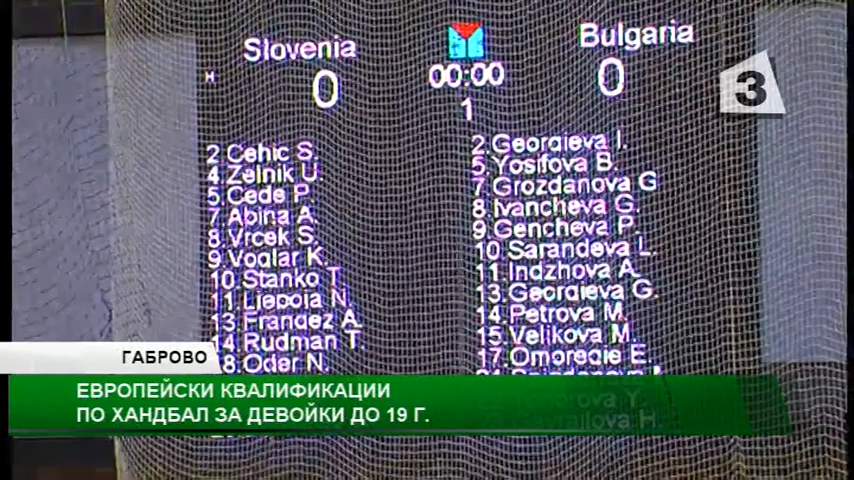 Slovenia
Bulgaria
H
0
00:00
0
1
3
2 Cehic S.
4 Zelnik U.
5 Cede P.
7 Abina A.
8 Vrcek S.
9 Voglar K.
10 Stanko T.
11 Ljepoja N.
13 Frandez A.
14 Rudman T.
18. Oder N.
2. Georgieva I.
5. Yosifova B.
7 Grozdanova G
8. Ivancheva G.
9. Gencheva P.
10 Sarandeva L.
11. Indzhova A.
13. Georgieva G.
14. Petrova M.
15. Velikova M.
17. Omoregie E.
Gavrailova H.
ГАБРОВО
ЕВРОПЕЙСКИ КВАЛИФИКАЦИИ
ПО ХАНДБАЛ ЗА ДЕВОЙКИ ДО 19 Г.